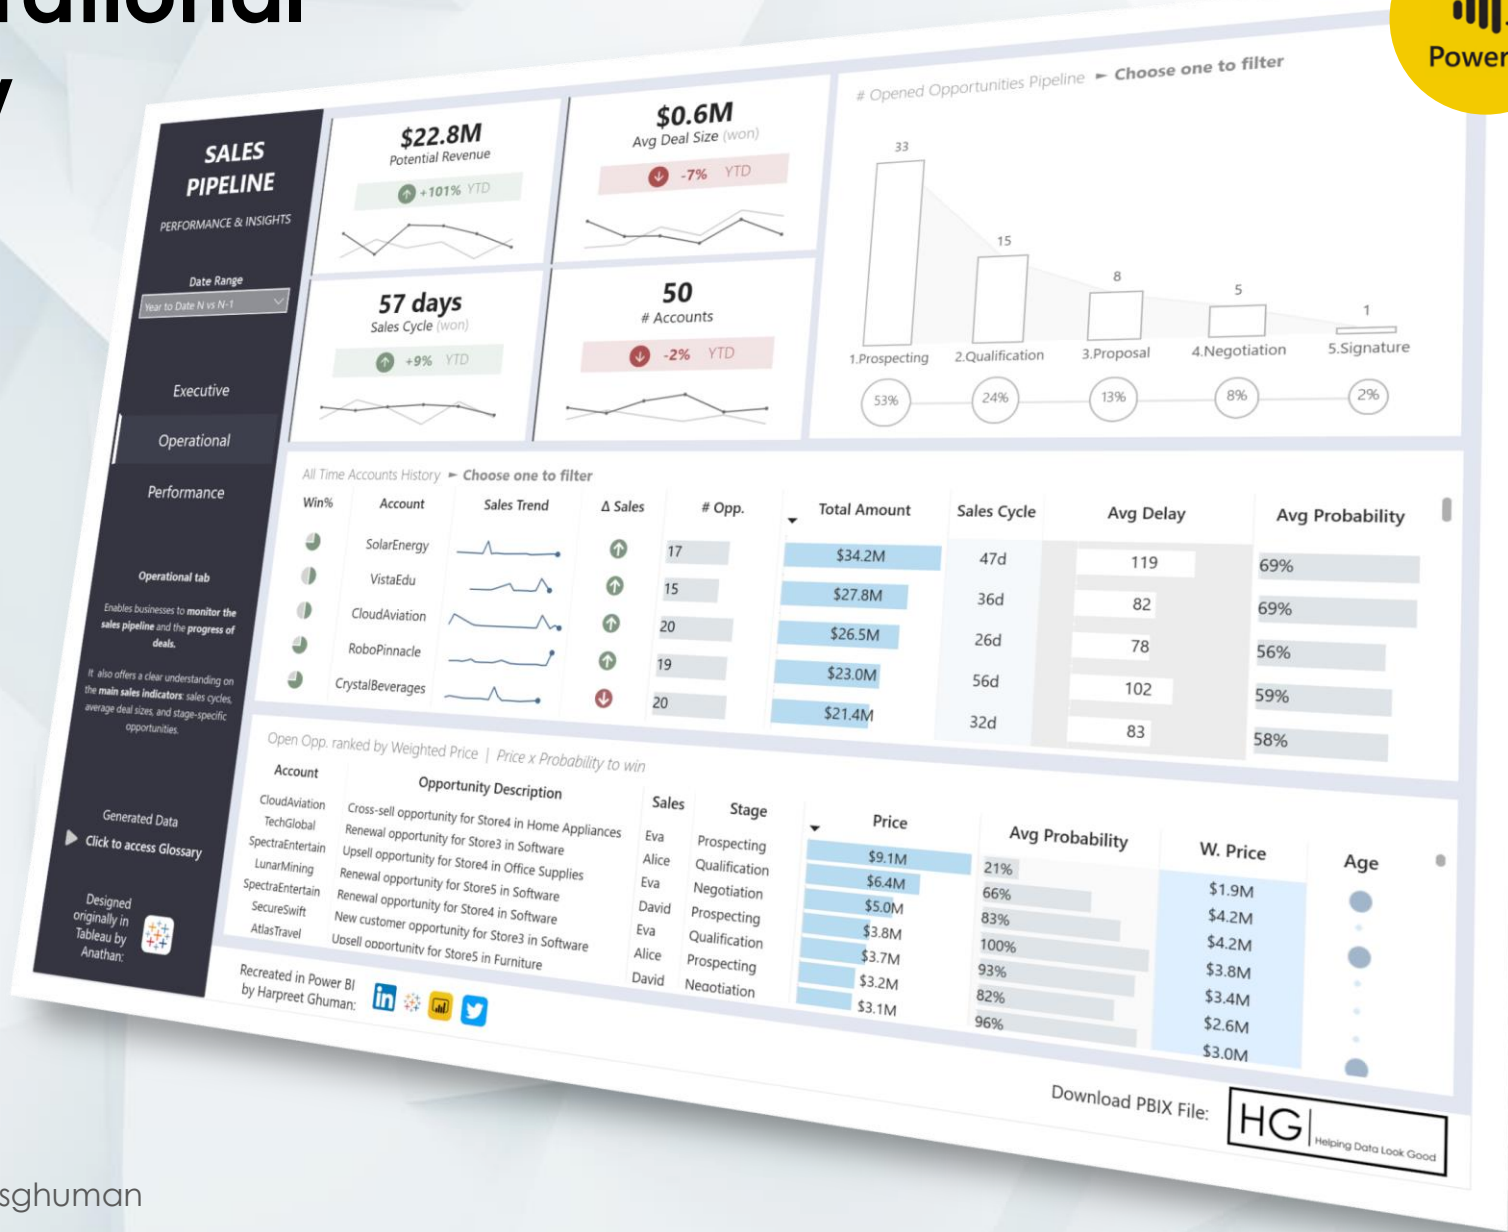 SALES
PIPELINE
PERFORMANCE & INSIGHTS
Date Range
Year to Date N vs N-1
Executive
Operational
Performance
Operational tab
Enables businesses to monitor the
sales pipeline and the progress of
deals.
It also offers a clear understanding on
the main sales indicators: sales cycles,
average deal sizes, and stage-specific
opportunities.
Generated Data
Click to access Glossary
Designed
originally in
Tableau by
Anathan:
$22.8M
Potential Revenue
+101% YTD
$0.6M
Avg Deal Size (won)
-7% YTD
57 days
Sales Cycle (won)
+9% YTD
50
# Accounts
-2% YTD
# Opened Opportunities Pipeline ► Choose one to filter
33
15
8
5
1
1.Prospecting 2.Qualification 3.Proposal 4.Negotiation 5.Signature
53% 24% 13% 8% 2%
Power
All Time Accounts History ► Choose one to filter
Win% Account Sales Trend Δ Sales # Opp. Total Amount Sales Cycle Avg Delay Avg Probability
SolarEnergy 17 $34.2M 47d 119 69%
VistaEdu 15 $27.8M 36d 82 69%
CloudAviation 20 $26.5M 26d 78 56%
RoboPinnacle 19 $23.0M 56d 102 59%
CrystalBeverages 20 $21.4M 32d 83 58%
Open Opp. ranked by Weighted Price | Price x Probability to win
Account Opportunity Description Sales Stage Price Avg Probability W. Price Age
CloudAviation Cross-sell opportunity for Store4 in Home Appliances Eva Prospecting $9.1M 21% $1.9M
TechGlobal Renewal opportunity for Store3 in Software Alice Qualification $6.4M 66% $4.2M
SpectraEntertain Upsell opportunity for Store4 in Office Supplies Eva Negotiation $5.0M 83% $4.2M
LunarMining Renewal opportunity for Store5 in Software David Prospecting $3.8M 100% $3.8M
SpectraEntertain Renewal opportunity for Store4 in Software Eva Qualification $3.7M 93% $3.4M
SecureSwift New customer opportunity for Store3 in Software Alice Prospecting $3.2M 82% $2.6M
AtlasTravel Upsell opportunity for Store5 in Furniture David Negotiation $3.1M 96% $3.0M
Recreated in Power BI
by Harpreet Ghuman:
in
Download PBIX File:
HG Helping Data Look Good
sghuman